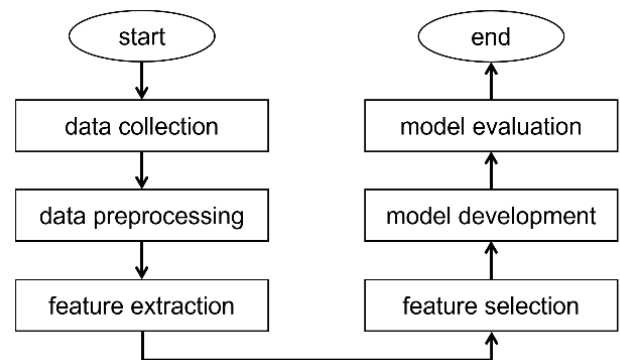 start
data collection
data preprocessing
feature extraction
feature selection
model development
model evaluation
end